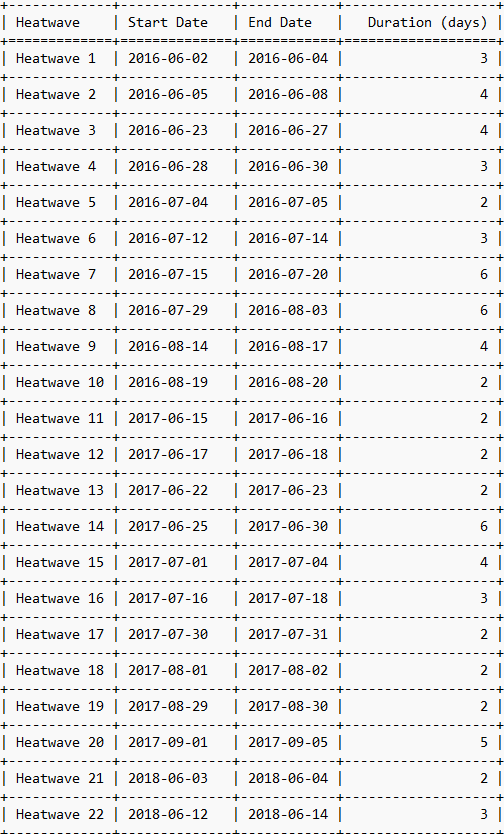 Heatwave | Start Date | End Date | Duration (days)
Heatwave 1 | 2016-06-02 | 2016-06-04 | 3
Heatwave 2 | 2016-06-05 | 2016-06-08 | 4
Heatwave 3 | 2016-06-23 | 2016-06-27 | 4
Heatwave 4 | 2016-06-28 | 2016-06-30 | 3
Heatwave 5 | 2016-07-04 | 2016-07-05 | 2
Heatwave 6 | 2016-07-12 | 2016-07-14 | 3
Heatwave 7 | 2016-07-15 | 2016-07-20 | 6
Heatwave 8 | 2016-07-29 | 2016-08-03 | 6
Heatwave 9 | 2016-08-14 | 2016-08-17 | 4
Heatwave 10 | 2016-08-19 | 2016-08-20 | 2
Heatwave 11 | 2017-06-15 | 2017-06-16 | 2
Heatwave 12 | 2017-06-17 | 2017-06-18 | 2
Heatwave 13 | 2017-06-22 | 2017-06-23 | 2
Heatwave 14 | 2017-06-25 | 2017-06-30 | 6
Heatwave 15 | 2017-07-01 | 2017-07-04 | 4
Heatwave 16 | 2017-07-16 | 2017-07-18 | 3
Heatwave 17 | 2017-07-30 | 2017-07-31 | 2
Heatwave 18 | 2017-08-01 | 2017-08-02 | 2
Heatwave 19 | 2017-08-29 | 2017-08-30 | 2
Heatwave 20 | 2017-09-01 | 2017-09-05 | 5
Heatwave 21 | 2018-06-03 | 2018-06-04 | 2
Heatwave 22 | 2018-06-12 | 2018-06-14 | 3